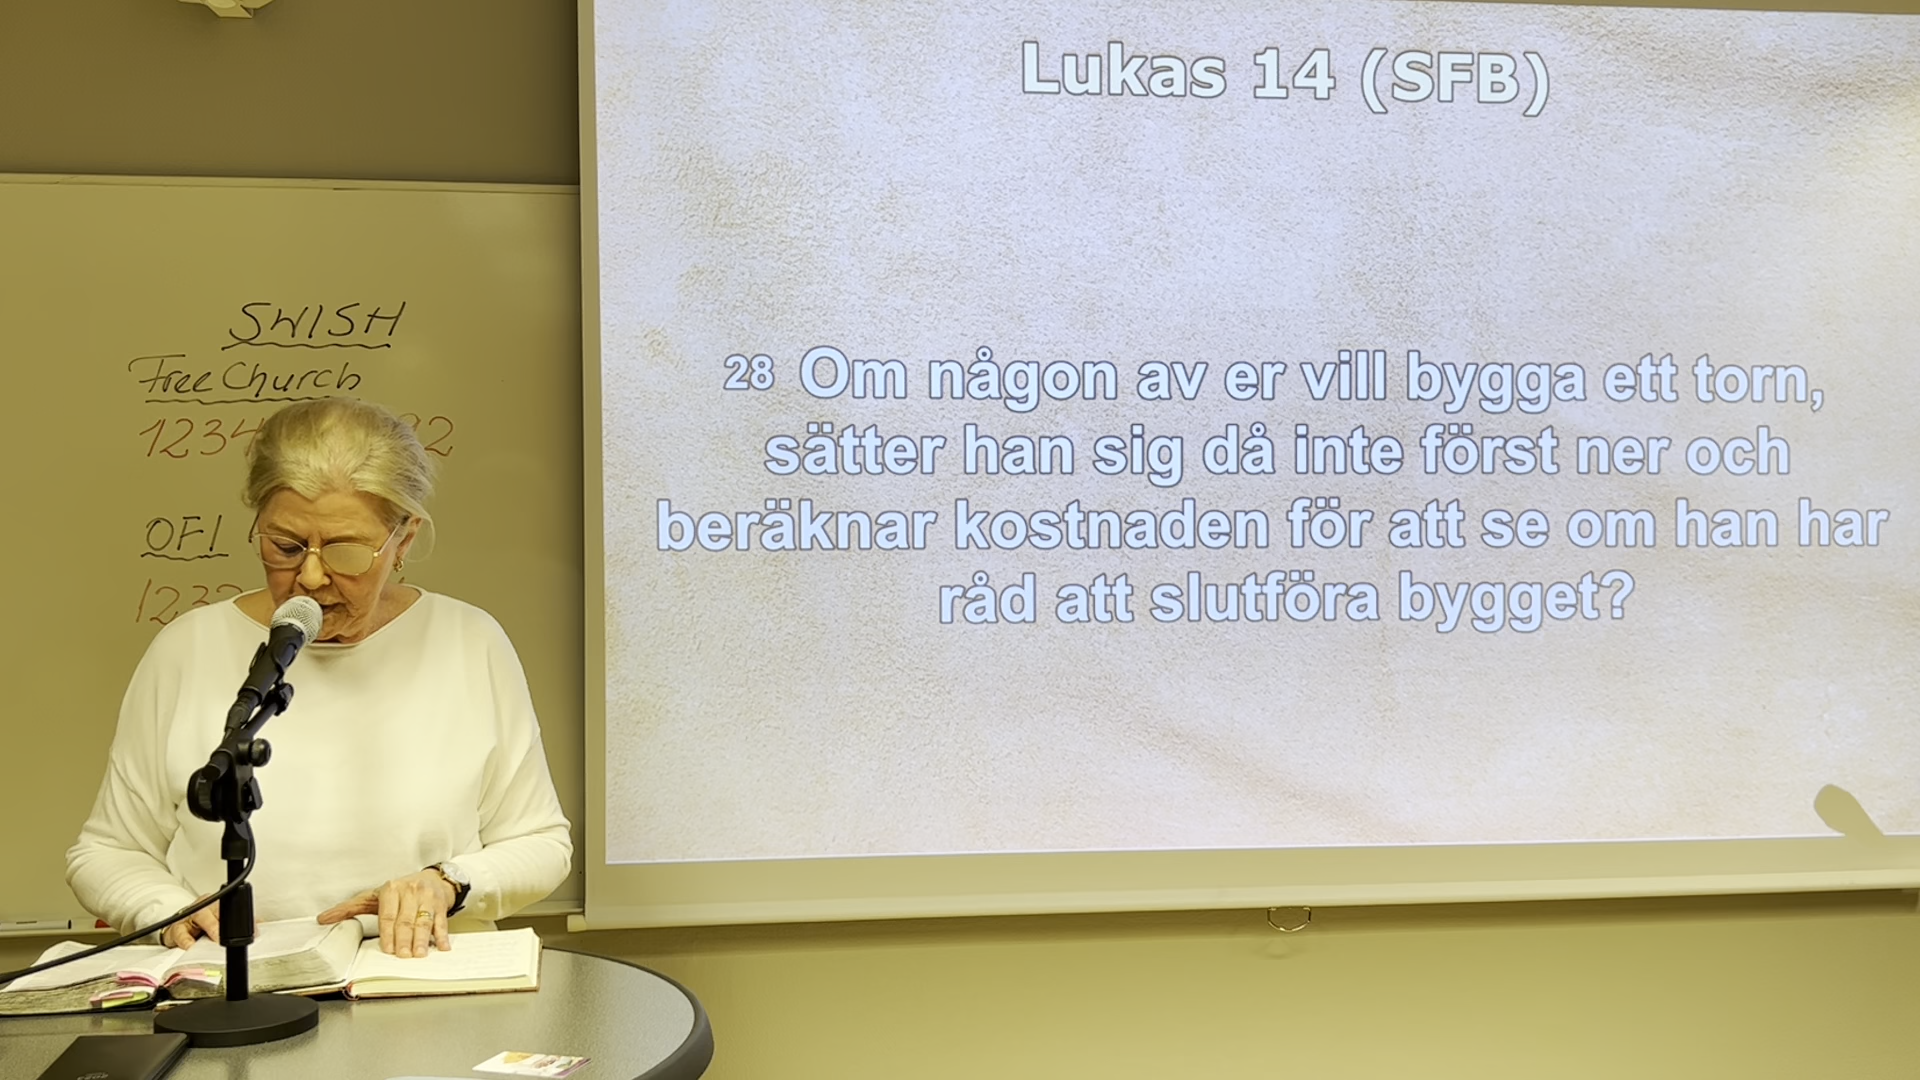 Lukas 14 (SFB)
28 Om någon av er vill bygga ett torn,
sätter han sig då inte först ner och
beräknar kostnaden för att se om han har
råd att slutföra bygget?
SWISH
Free Church
1234
OFI